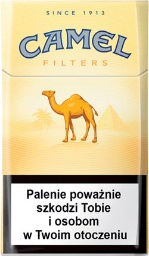 SINCE 1913
CAMEL
FILTERS
Palenie poważnie
szkodzi Tobie
i osobom
w Twoim otoczeniu